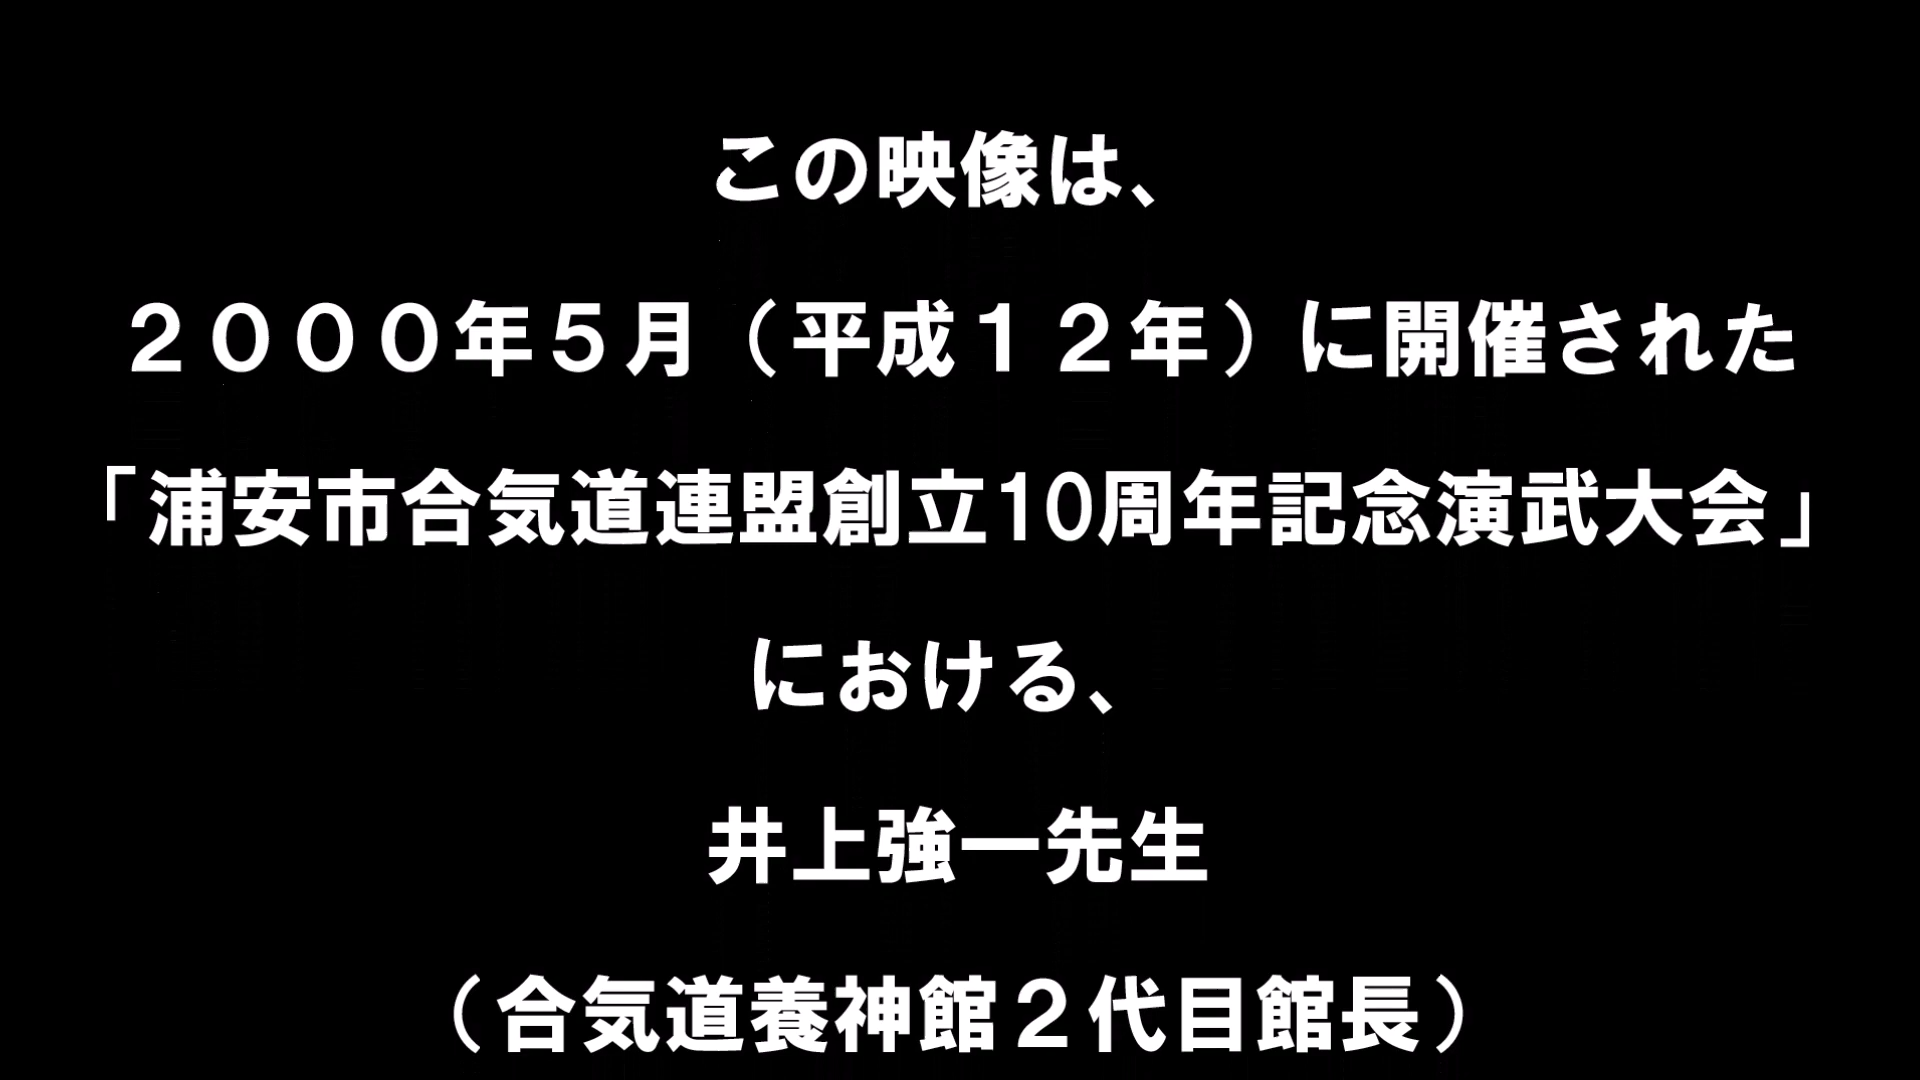 この映像は、
２０００年５月（平成１２年）に開催された
「浦安市合気道連盟創立10周年記念演武大会」
における、
井上強一先生
（合気道養神館２代目館長）